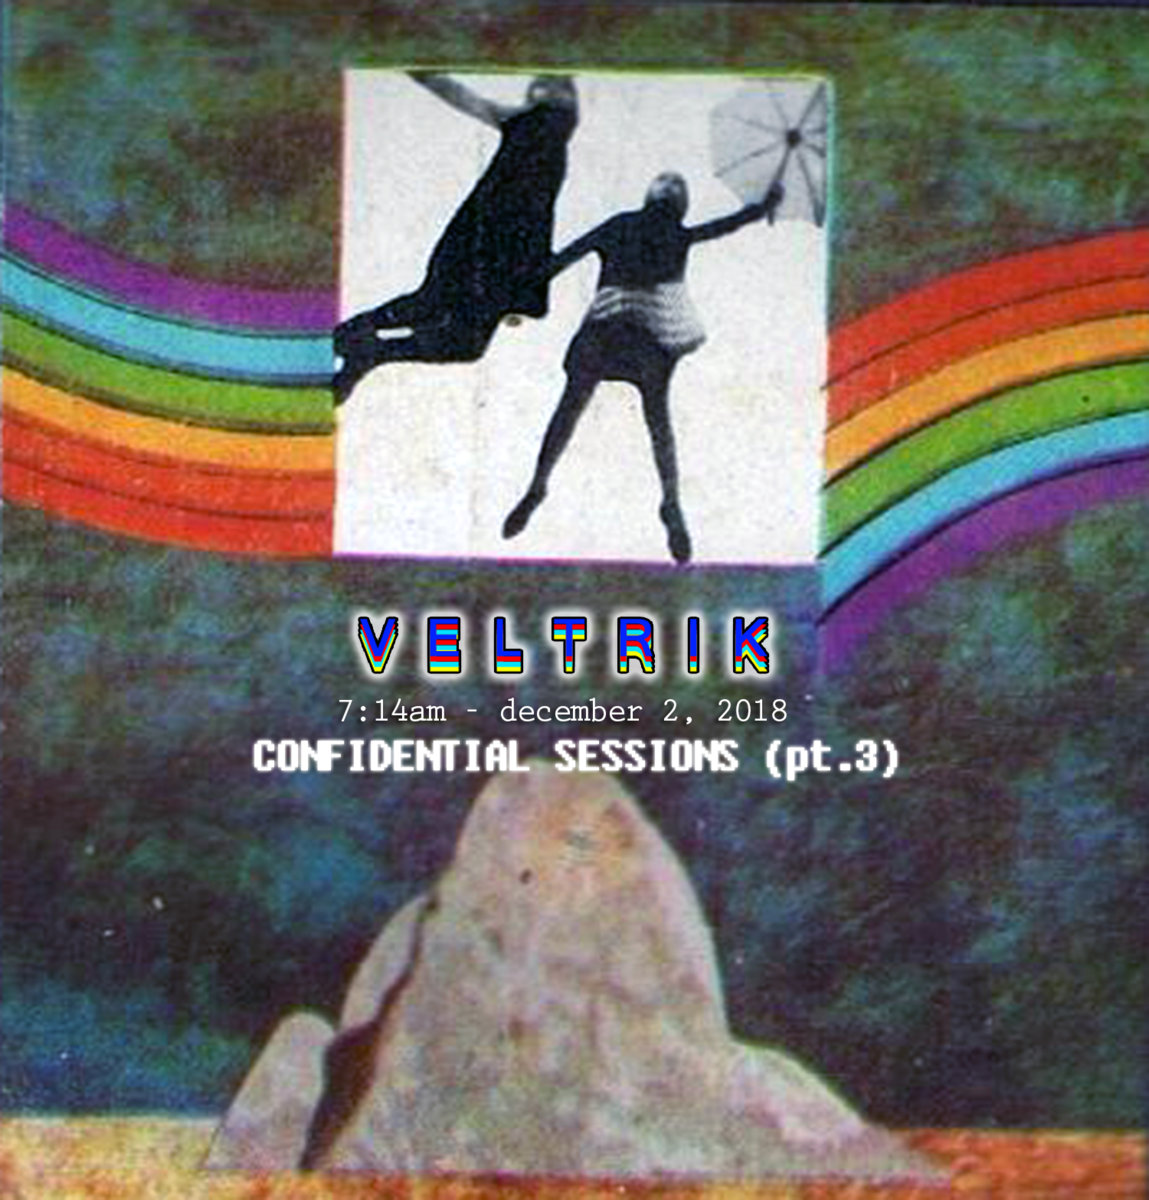 VELTRIK
7:14am - december 2, 2018
CONFIDENTIAL SESSIONS (pt.3)